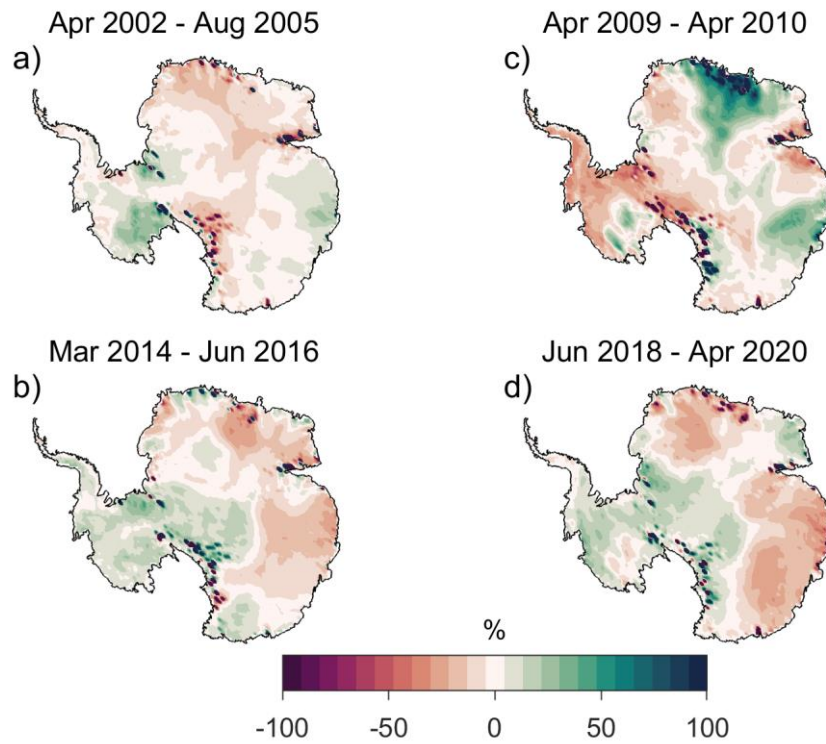 Apr 2002 - Aug 2005
Apr 2009 - Apr 2010
a)
c)
Mar 2014 - Jun 2016
Jun 2018 - Apr 2020
b)
d)
%
-100 -50 0 50 100